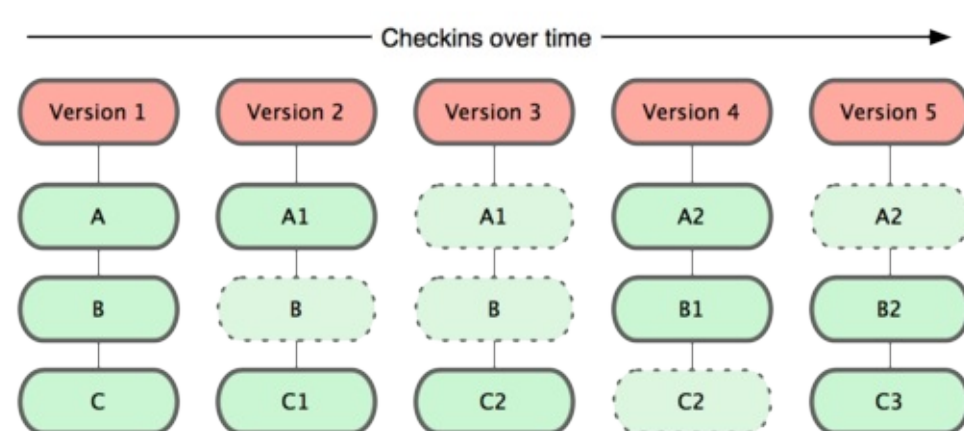 Checkins over time
Version 1 Version 2 Version 3 Version 4 Version 5
A A1 A1 A2 A2
B B B B1 B2
C C1 C2 C2 C3